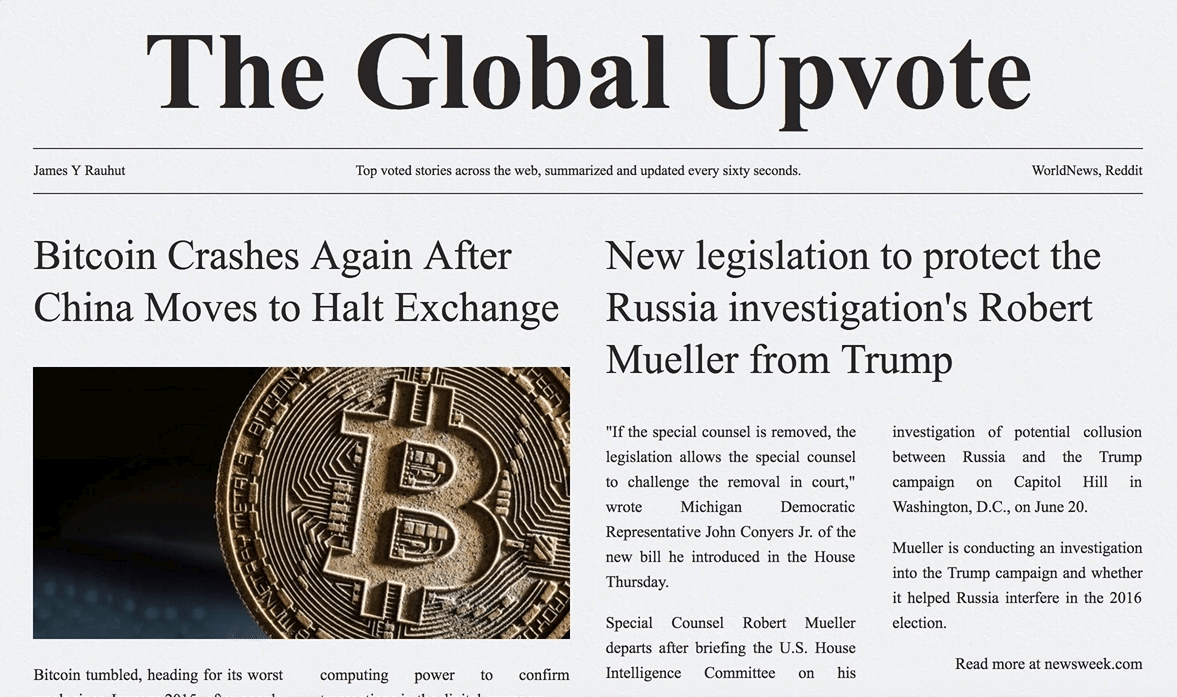 The Global Upvote
James Y Rauhut
Top voted stories across the web, summarized and updated every sixty seconds.
WorldNews, Reddit
Bitcoin Crashes Again After
China Moves to Halt Exchange
BITCOIN
Bitcoin tumbled, heading for its worst
computing power to confirm
New legislation to protect the
Russia investigation's Robert
Mueller from Trump
"If the special counsel is removed, the
legislation allows the special counsel
to challenge the removal in court,"
wrote Michigan Democratic
Representative John Conyers Jr. of the
new bill he introduced in the House
Thursday.
Special Counsel Robert Mueller
departs after briefing the U.S. House
Intelligence Committee on his
investigation of potential collusion
between Russia and the Trump
campaign on Capitol Hill in
Washington, D.C., on June 20.
Mueller is conducting an investigation
into the Trump campaign and whether
it helped Russia interfere in the 2016
election.
Read more at newsweek.com